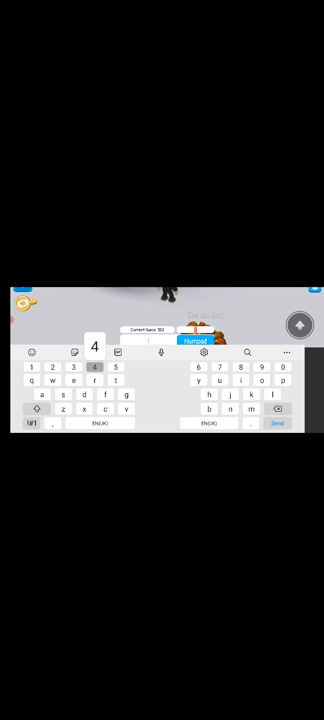 Current Guess: 502
8
Numpad
4
1 2 3 4 5 6 7 8 9 0
q w e r t y u i o p
a s d f g h j k l
z x c v b n m
!#1 , EN(UK) EN(UK) . Send